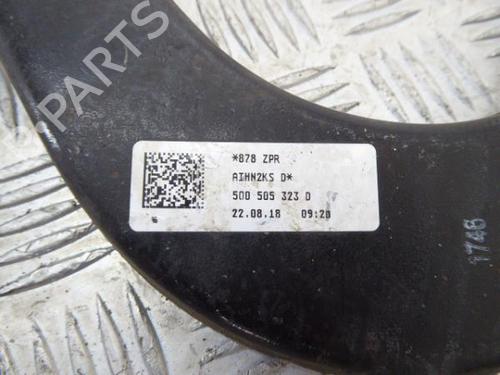 *878 ZPR
AIHN2KS D*
5Q0 505 323 D
22.08.18 09:20
1748
B-PARTS